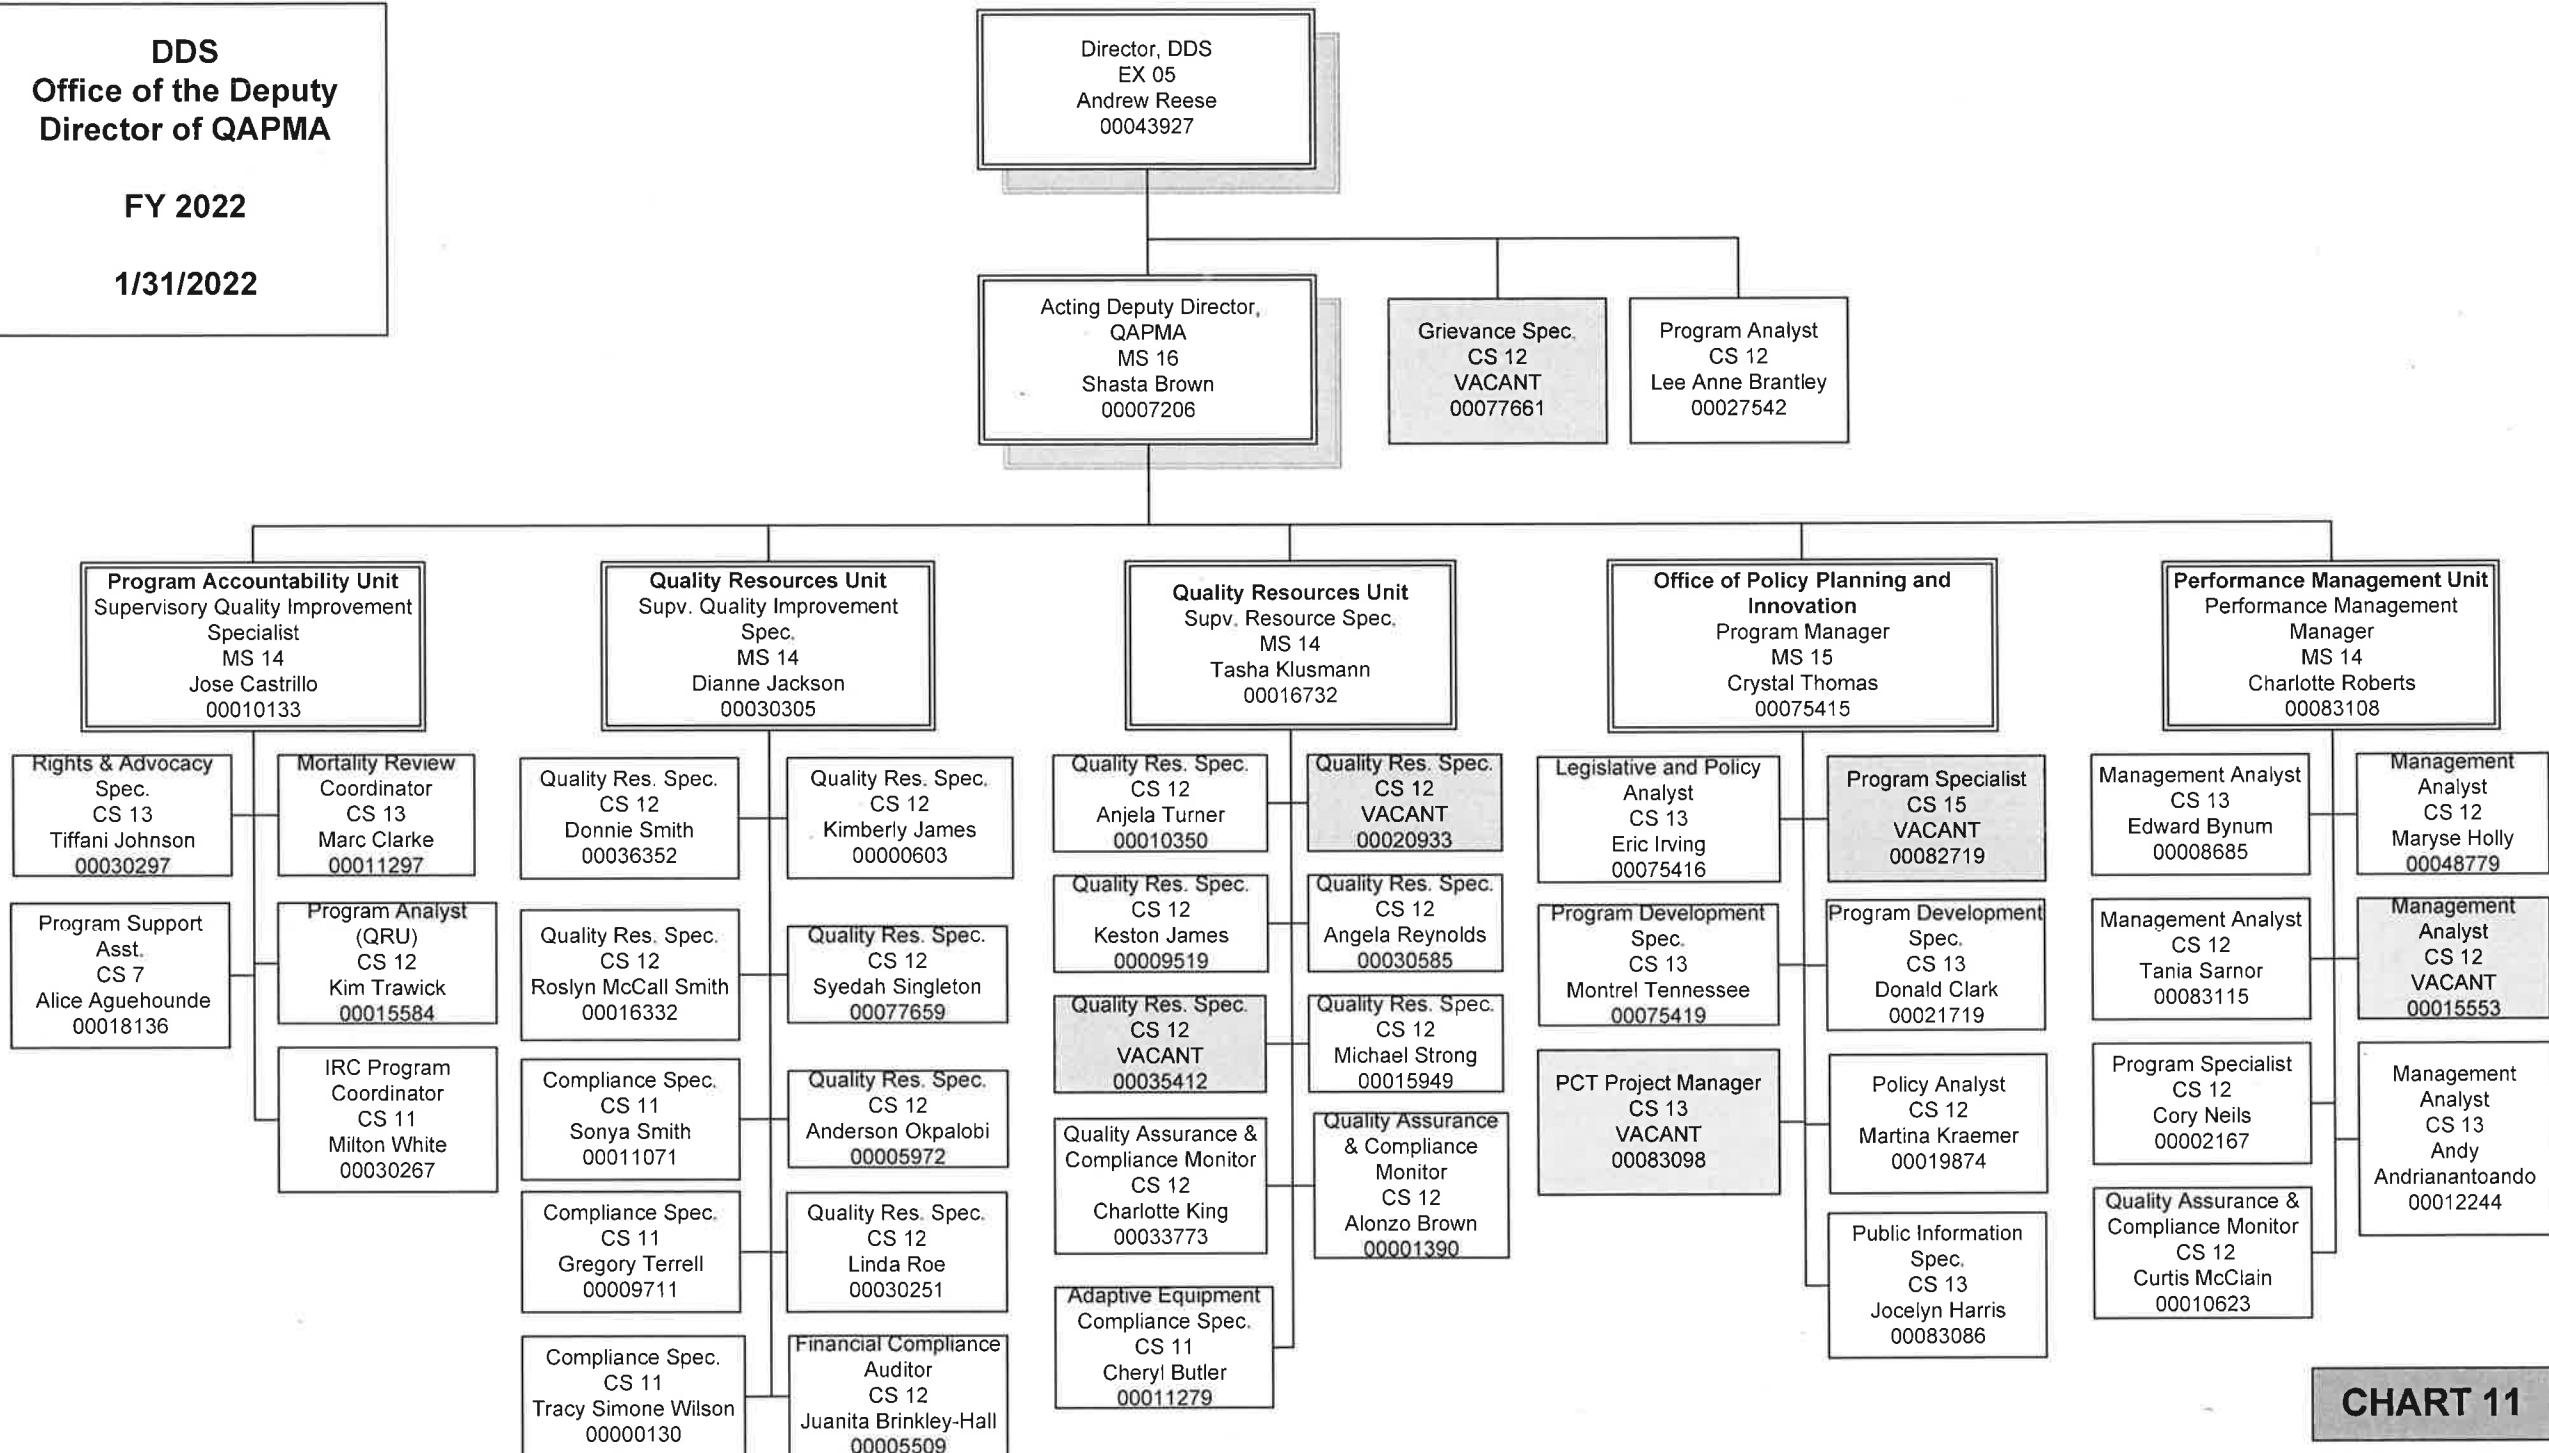 DDS
Office of the Deputy
Director of QAPMA
FY 2022
1/31/2022
Director, DDS
EX 05
Andrew Reese
00043927
Acting Deputy Director,
QAPMA
MS 16
Shasta Brown
00007206
Grievance Spec.
CS 12
VACANT
00077661
Program Analyst
CS 12
Lee Anne Brantley
00027542
Program Accountability Unit
Supervisory Quality Improvement
Specialist
MS 14
Jose Castrillo
00010133
Rights & Advocacy
Spec.
CS 13
Tiffani Johnson
00030297
Mortality Review
Coordinator
CS 13
Marc Clarke
00011297
Program Support
Asst.
CS 7
Alice Aguehounde
00018136
Program Analyst
(QRU)
CS 12
Kim Trawick
00015584
IRC Program
Coordinator
CS 11
Milton White
00030267
Quality Resources Unit
Supv. Quality Improvement
Spec.
MS 14
Dianne Jackson
00030305
Quality Res. Spec.
CS 12
Donnie Smith
00036352
Quality Res. Spec.
CS 12
Kimberly James
00000603
Quality Res. Spec.
CS 12
Roslyn McCall Smith
00016332
Quality Res. Spec.
CS 12
Syedah Singleton
00077659
Compliance Spec.
CS 11
Sonya Smith
00011071
Quality Res. Spec.
CS 12
Anderson Okpalobi
00005972
Compliance Spec.
CS 11
Gregory Terrell
00009711
Quality Res. Spec.
CS 12
Linda Roe
00030251
Compliance Spec.
CS 11
Tracy Simone Wilson
00000130
Financial Compliance
Auditor
CS 12
Juanita Brinkley-Hall
00005509
Quality Resources Unit
Supv. Resource Spec.
MS 14
Tasha Klusmann
00016732
Quality Res. Spec.
CS 12
Anjela Turner
00010350
Quality Res. Spec.
CS 12
VACANT
00020933
Quality Res. Spec.
CS 12
Keston James
00009519
Quality Res. Spec.
CS 12
Angela Reynolds
00030585
Quality Res. Spec.
CS 12
VACANT
00035412
Quality Res. Spec.
CS 12
Michael Strong
00015949
Quality Assurance &
Compliance Monitor
CS 12
Charlotte King
00033773
Quality Assurance
& Compliance
Monitor
CS 12
Alonzo Brown
00001390
Adaptive Equipment
Compliance Spec.
CS 11
Cheryl Butler
00011279
Office of Policy Planning and
Innovation
Program Manager
MS 15
Crystal Thomas
00075415
Legislative and Policy
Analyst
CS 13
Eric Irving
00075416
Program Specialist
CS 15
VACANT
00082719
Program Development
Spec.
CS 13
Montrel Tennessee
00075419
Program Development
Spec.
CS 13
Donald Clark
00021719
PCT Project Manager
CS 13
VACANT
00083098
Policy Analyst
CS 12
Martina Kraemer
00019874
Public Information
Spec.
CS 13
Jocelyn Harris
00083086
Performance Management Unit
Performance Management
Manager
MS 14
Charlotte Roberts
00083108
Management Analyst
CS 13
Edward Bynum
00008685
Management
Analyst
CS 12
Maryse Holly
00048779
Management Analyst
CS 12
Tania Sarnor
00083115
Management
Analyst
CS 12
VACANT
00015553
Program Specialist
CS 12
Cory Neils
00002167
Management
Analyst
CS 13
Andy
Andrianantoando
00012244
Quality Assurance &
Compliance Monitor
CS 12
Curtis McClain
00010623
CHART 11